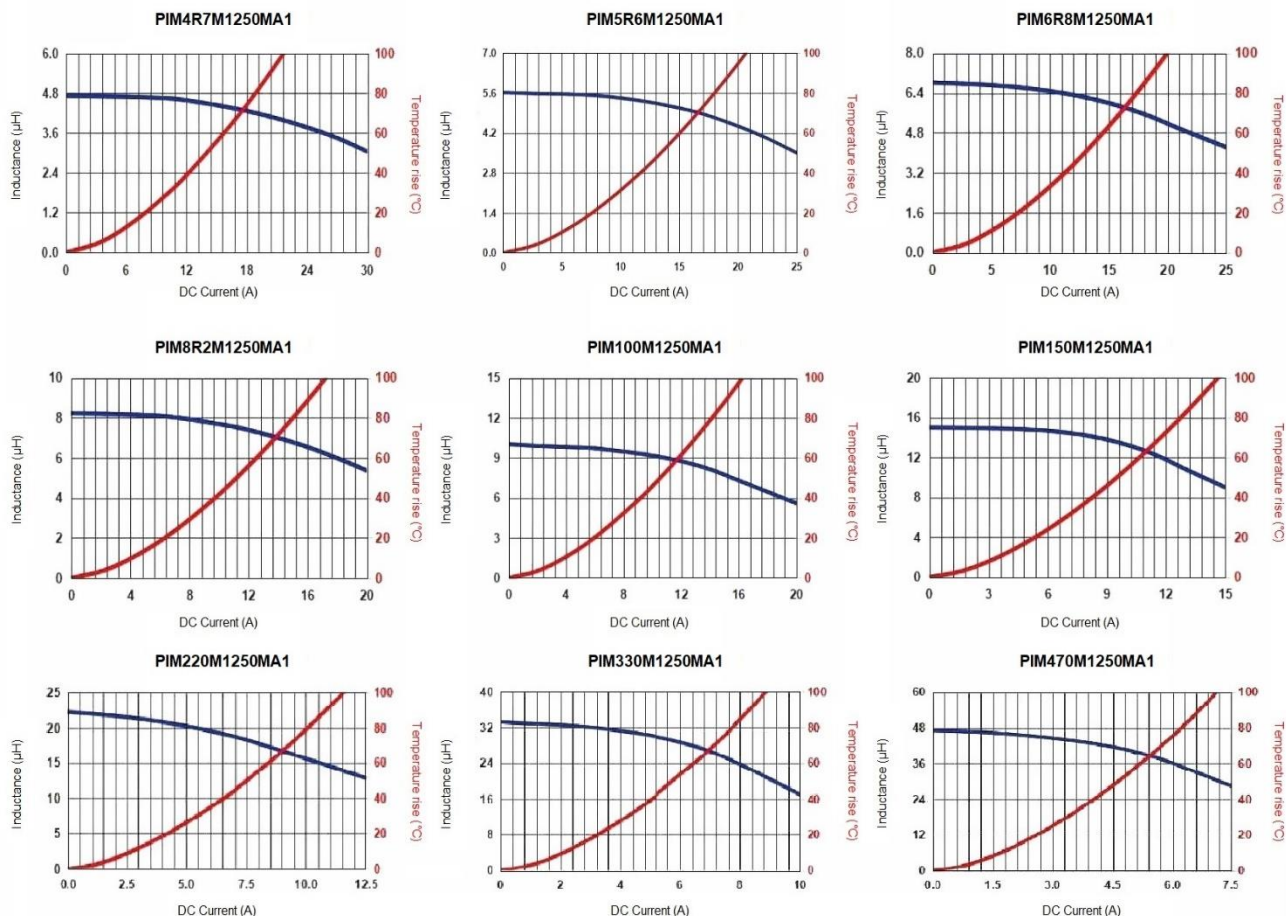 PIM4R7M1250MA1
6.0
4.8
3.6
2.4
1.2
0.0
Inductance (µH)
100
80
60
40
20
0
Temperature rise (°C)
0 6 12 18 24 30
DC Current (A)
PIM5R6M1250MA1
7.0
5.6
4.2
2.8
1.4
0.0
Inductance (µH)
100
80
60
40
20
0
Temperature rise (°C)
0 5 10 15 20 25
DC Current (A)
PIM6R8M1250MA1
8.0
6.4
4.8
3.2
1.6
0.0
Inductance (µH)
100
80
60
40
20
0
Temperature rise (°C)
0 5 10 15 20 25
DC Current (A)
PIM8R2M1250MA1
10
8
6
4
2
0
Inductance (µH)
100
80
60
40
20
0
Temperature rise (°C)
0 4 8 12 16 20
DC Current (A)
PIM100M1250MA1
15
12
9
6
3
0
Inductance (µH)
100
80
60
40
20
0
Temperature rise (°C)
0 4 8 12 16 20
DC Current (A)
PIM150M1250MA1
20
16
12
8
4
0
Inductance (µH)
100
80
60
40
20
0
Temperature rise (°C)
0 3 6 9 12 15
DC Current (A)
PIM220M1250MA1
25
20
15
10
5
0
Inductance (µH)
100
80
60
40
20
0
Temperature rise (°C)
0.0 2.5 5.0 7.5 10.0 12.5
DC Current (A)
PIM330M1250MA1
40
32
24
16
8
0
Inductance (µH)
100
80
60
40
20
0
Temperature rise (°C)
0 2 4 6 8 10
DC Current (A)
PIM470M1250MA1
60
48
36
24
12
0
Inductance (µH)
100
80
60
40
20
0
Temperature rise (°C)
0.0 1.5 3.0 4.5 6.0 7.5
DC Current (A)